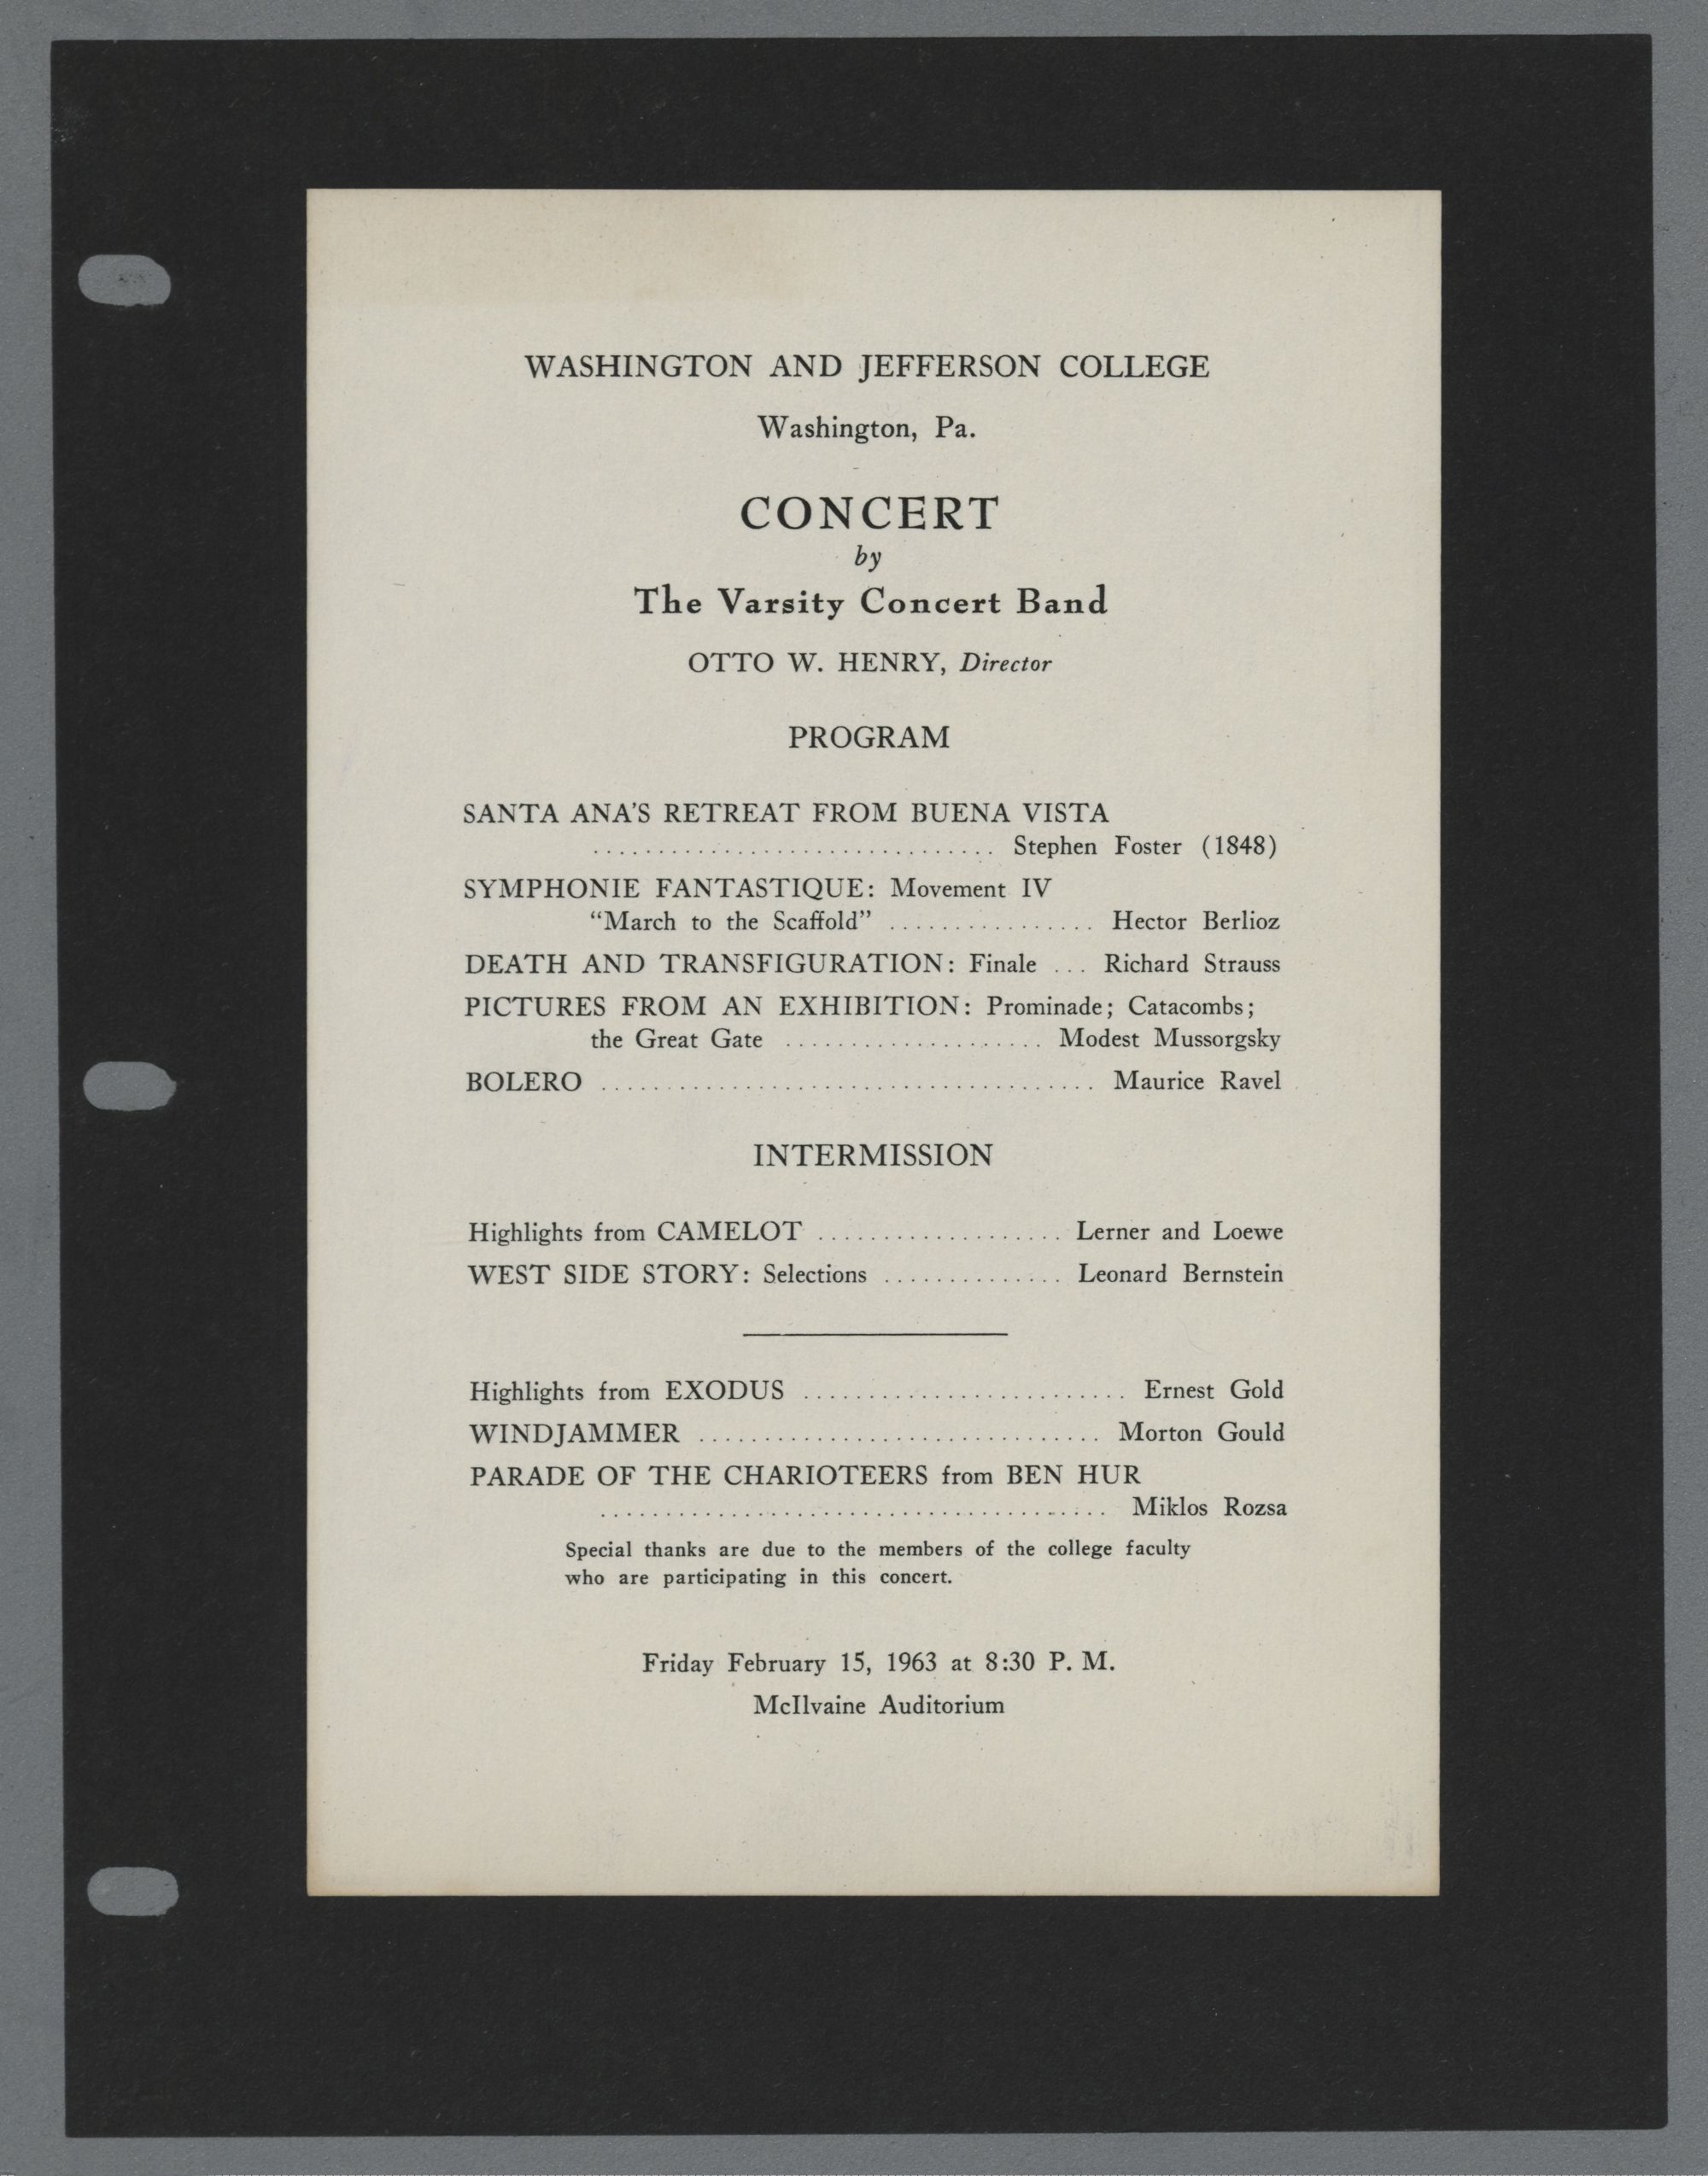 WASHINGTON AND JEFFERSON COLLEGE
Washington, Pa.
CONCERT
by
The Varsity Concert Band
OTTO W. HENRY, Director
PROGRAM
SANTA ANA'S RETREAT FROM BUENA VISTA
............................... Stephen Foster (1848)
SYMPHONIE FANTASTIQUE: Movement IV
“March to the Scaffold” ................ Hector Berlioz
DEATH AND TRANSFIGURATION: Finale ... Richard Strauss
PICTURES FROM AN EXHIBITION: Prominade; Catacombs;
the Great Gate .................... Modest Mussorgsky
BOLERO ...................................... Maurice Ravel
INTERMISSION
Highlights from CAMELOT ................... Lerner and Loewe
WEST SIDE STORY: Selections .............. Leonard Bernstein
Highlights from EXODUS ......................... Ernest Gold
WINDJAMMER ............................... Morton Gould
PARADE OF THE CHARIOTEERS from BEN HUR
....................................... Miklos Rozsa
Special thanks are due to the members of the college faculty
who are participating in this concert.
Friday February 15, 1963 at 8:30 P. M.
McIlvaine Auditorium